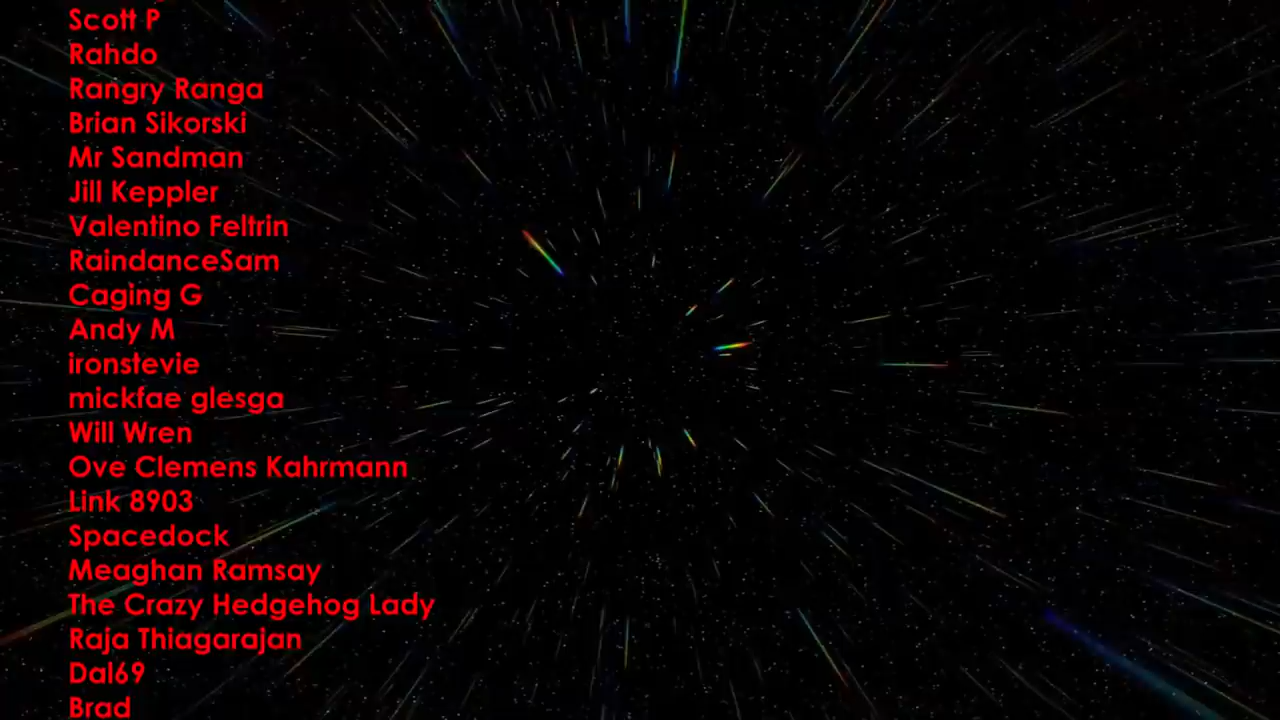 Scott P
Rahdo
Rangry Ranga
Brian Sikorski
Mr Sandman
Jill Keppler
Valentino Feltrin
RaindanceSam
Caging G
Andy M
ironstevie
mickfae glesga
Will Wren
Ove Clemens Kahrmann
Link 8903
Spacedock
Meaghan Ramsay
The Crazy Hedgehog Lady
Raja Thiagarajan
Dal69
Brad